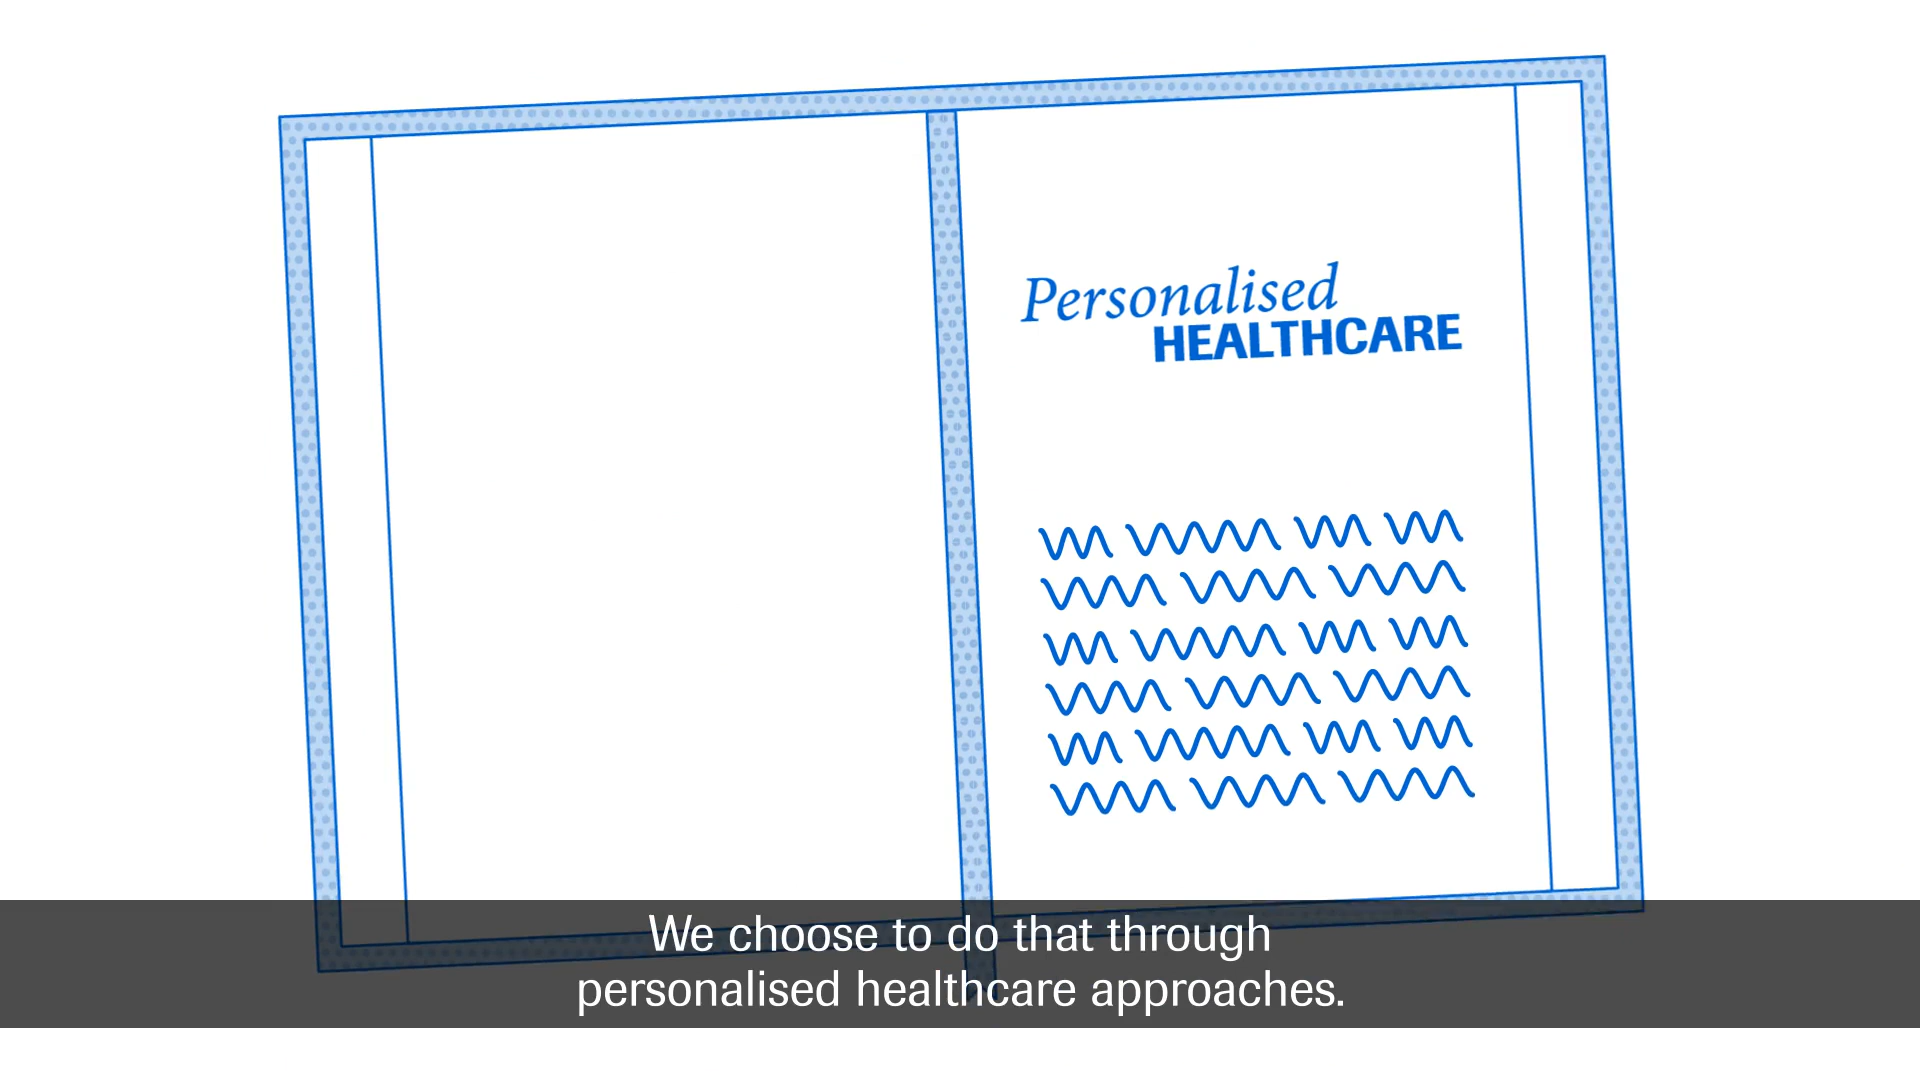 Personalised
HEALTHCARE
We choose to do that through
personalised healthcare approaches.